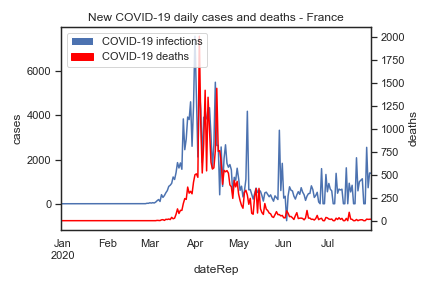 New COVID-19 daily cases and deaths - France
COVID-19 infections
COVID-19 deaths
cases
6000
4000
2000
0
deaths
2000
1750
1500
1250
1000
750
500
250
0
Jan Feb Mar Apr May Jun Jul
2020
dateRep